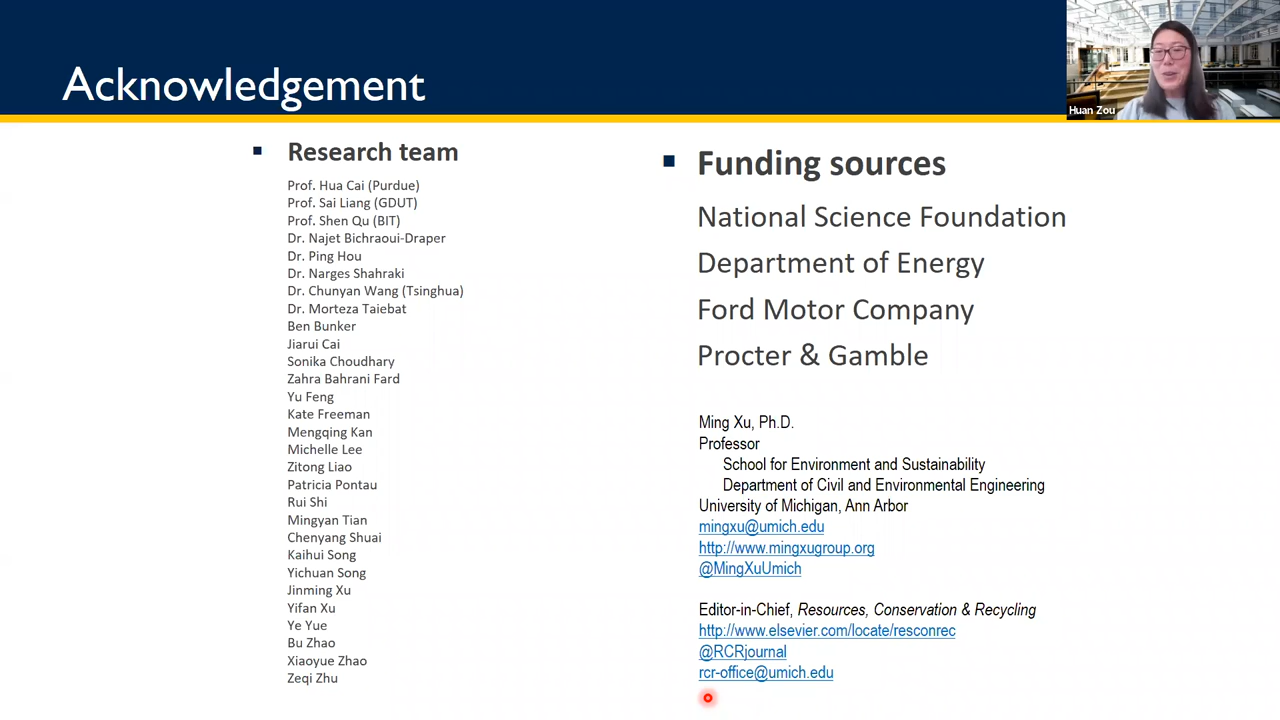 Acknowledgement
Huan Zou
Research team
Prof. Hua Cai (Purdue)
Prof. Sai Liang (GDUT)
Prof. Shen Qu (BIT)
Dr. Najet Bichraoui-Draper
Dr. Ping Hou
Dr. Narges Shahraki
Dr. Chunyan Wang (Tsinghua)
Dr. Morteza Taiebat
Ben Bunker
Jiarui Cai
Sonika Choudhary
Zahra Bahrani Fard
Yu Feng
Kate Freeman
Mengqing Kan
Michelle Lee
Zitong Liao
Patricia Pontau
Rui Shi
Mingyan Tian
Chenyang Shuai
Kaihui Song
Yichuan Song
Jinming Xu
Yifan Xu
Ye Yue
Bu Zhao
Xiaoyue Zhao
Zeqi Zhu
Funding sources
National Science Foundation
Department of Energy
Ford Motor Company
Procter & Gamble
Ming Xu, Ph.D.
Professor
School for Environment and Sustainability
Department of Civil and Environmental Engineering
University of Michigan, Ann Arbor
mingxu@umich.edu
http://www.mingxugroup.org
@MingXuUmich
Editor-in-Chief, Resources, Conservation & Recycling
http://www.elsevier.com/locate/resconrec
@RCRjournal
rcr-office@umich.edu